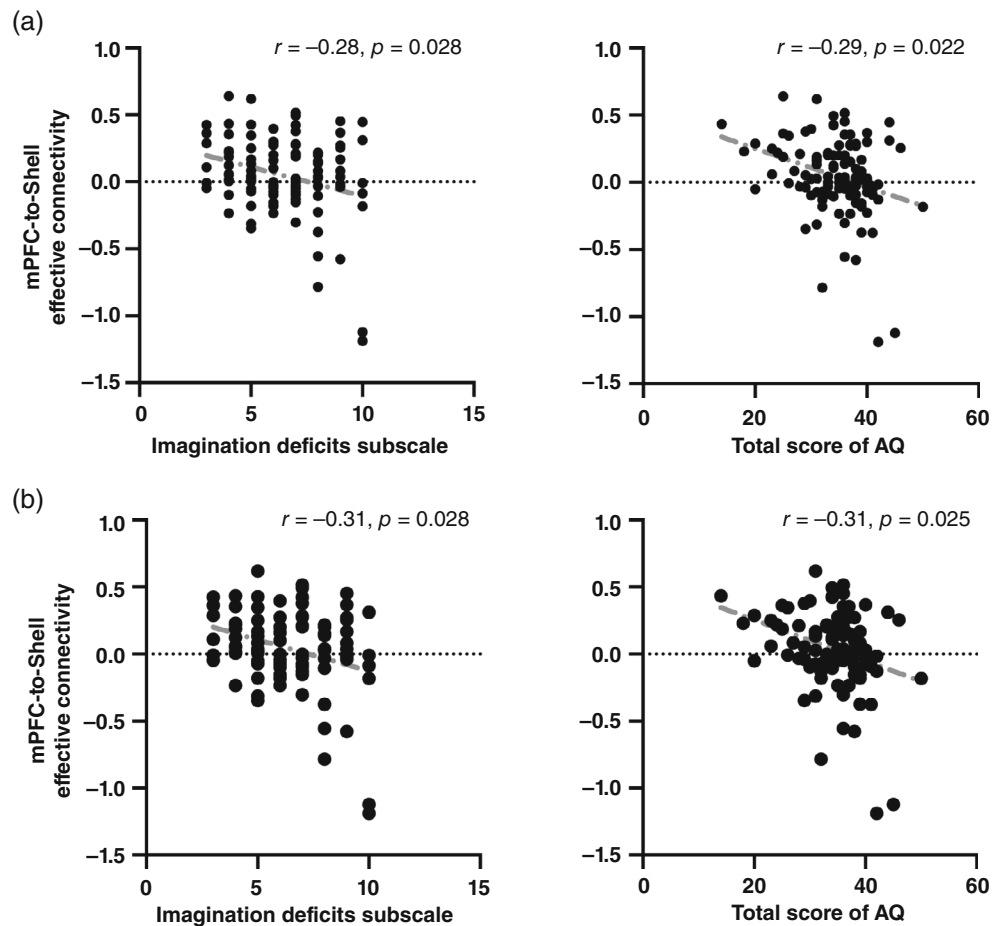 (a)
r = –0.28, p = 0.028
1.0
0.5
0.0
–0.5
–1.0
–1.5
mPFC-to-Shell
effective connectivity
0
5
10
15
Imagination deficits subscale
r = –0.29, p = 0.022
1.0
0.5
0.0
–0.5
–1.0
–1.5
0
20
40
60
Total score of AQ
(b)
r = –0.31, p = 0.028
1.0
0.5
0.0
–0.5
–1.0
–1.5
mPFC-to-Shell
effective connectivity
0
5
10
15
Imagination deficits subscale
r = –0.31, p = 0.025
1.0
0.5
0.0
–0.5
–1.0
–1.5
0
20
40
60
Total score of AQ